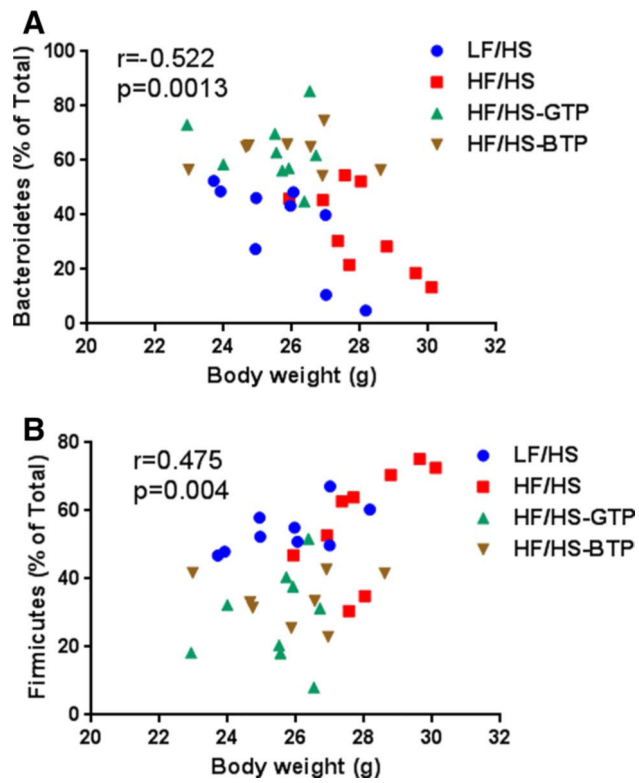 A
r=-0.522
p=0.0013
LF/HS
HF/HS
HF/HS-GTP
HF/HS-BTP
Bacteroidetes (% of Total)
100
80
60
40
20
0
20 22 24 26 28 30 32
Body weight (g)
B
r=0.475
p=0.004
LF/HS
HF/HS
HF/HS-GTP
HF/HS-BTP
Firmicutes (% of Total)
80
60
40
20
0
20 22 24 26 28 30 32
Body weight (g)